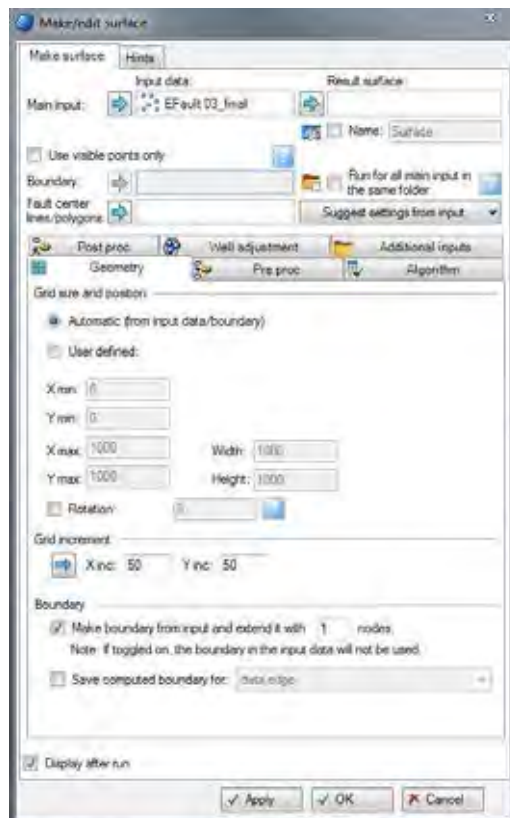 Make/edit surface
Make surface Hints
Input data: Result surface:
Main input: EFault 03_final
Name: Surface
Use visible points only
Boundary: Run for all main input in the same folder
Fault center lines/polygons: Suggest settings from input
Post proc Well adjustment Additional inputs
Geometry Pre proc Algorithm
Grid size and position
Automatic (from input data/boundary)
User defined:
X min: 0
Y min: 0
X max: 1000 Width: 1000
Y max: 1000 Height: 1000
Rotation:
Grid increment
X inc: 50 Y inc: 50
Boundary
Make boundary from input and extend it with 1 nodes
Note: If toggled on, the boundary in the input data will not be used.
Save computed boundary for: data edge
Display after run
Apply OK Cancel